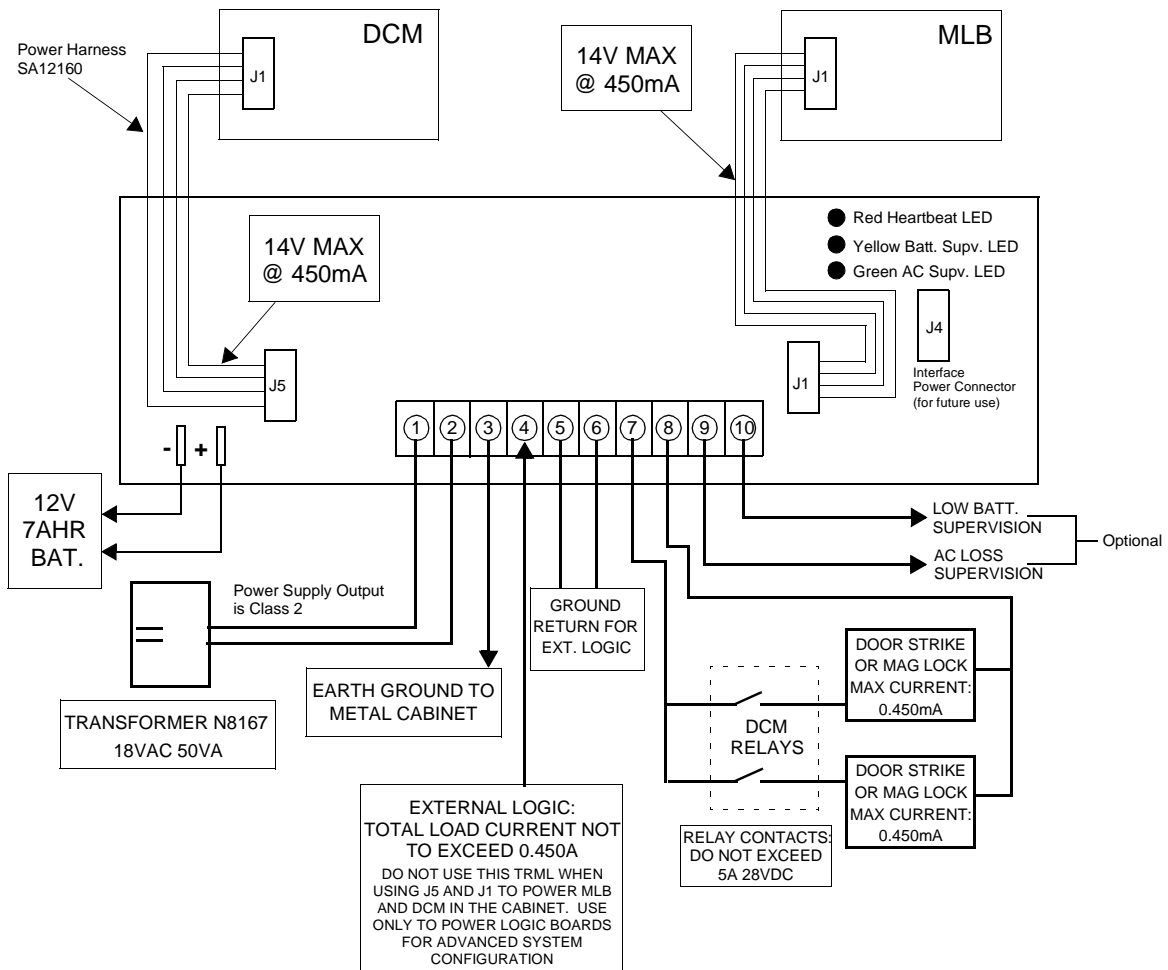 DCM
MLB
Power Harness
SA12160
J1
14V MAX
@ 450mA
J1
Red Heartbeat LED
Yellow Batt. Supv. LED
Green AC Supv. LED
14V MAX
@ 450mA
J4
J5
J1
Interface
Power Connector
(for future use)
1 2 3 4 5 6 7 8 9 10
- +
12V
7AHR
BAT.
LOW BATT.
SUPERVISION
Optional
AC LOSS
SUPERVISION
Power Supply Output
is Class 2
GROUND
RETURN FOR
EXT. LOGIC
DOOR STRIKE
OR MAG LOCK
MAX CURRENT:
0.450mA
EARTH GROUND TO
METAL CABINET
TRANSFORMER N8167
18VAC 50VA
DCM
RELAYS
DOOR STRIKE
OR MAG LOCK
MAX CURRENT:
0.450mA
EXTERNAL LOGIC:
TOTAL LOAD CURRENT NOT
TO EXCEED 0.450A
DO NOT USE THIS TRML WHEN
USING J5 AND J1 TO POWER MLB
AND DCM IN THE CABINET. USE
ONLY TO POWER LOGIC BOARDS
FOR ADVANCED SYSTEM
CONFIGURATION
RELAY CONTACTS:
DO NOT EXCEED
5A 28VDC